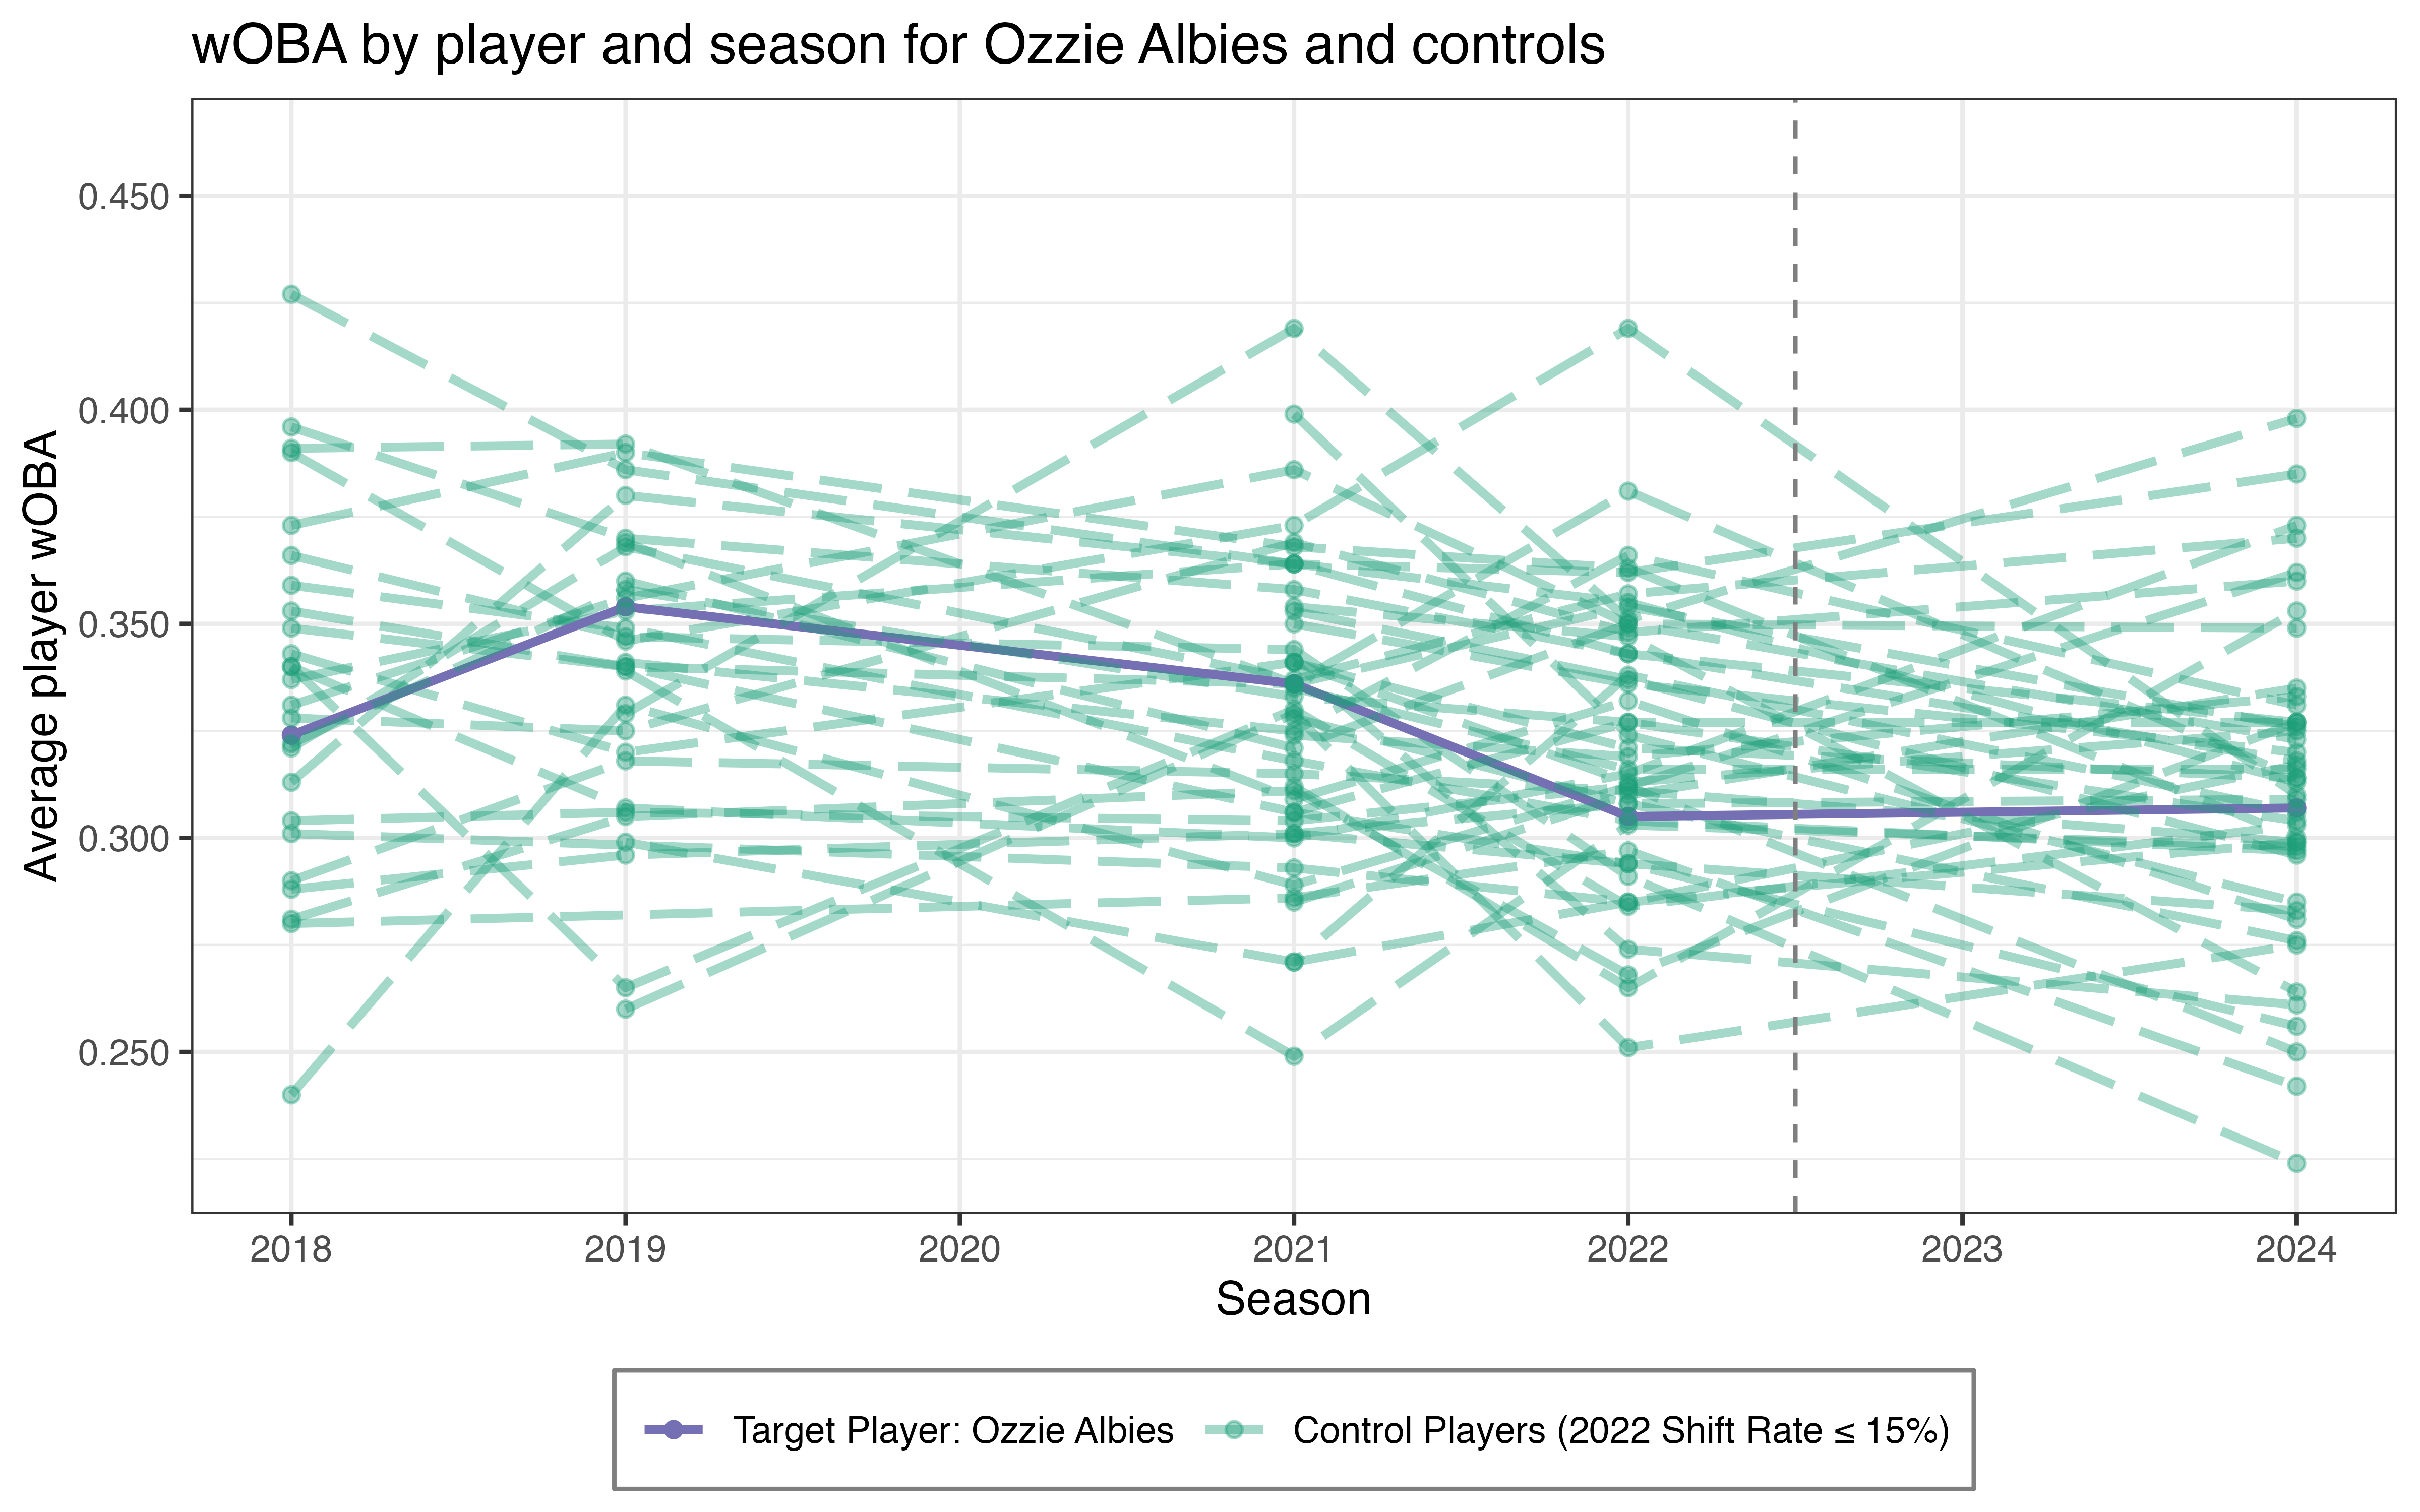 wOBA by player and season for Ozzie Albies and controls
Average player wOBA
0.450
0.400
0.350
0.300
0.250
2018 2019 2020 2021 2022 2023 2024
Season
Target Player: Ozzie Albies Control Players (2022 Shift Rate ≤ 15%)